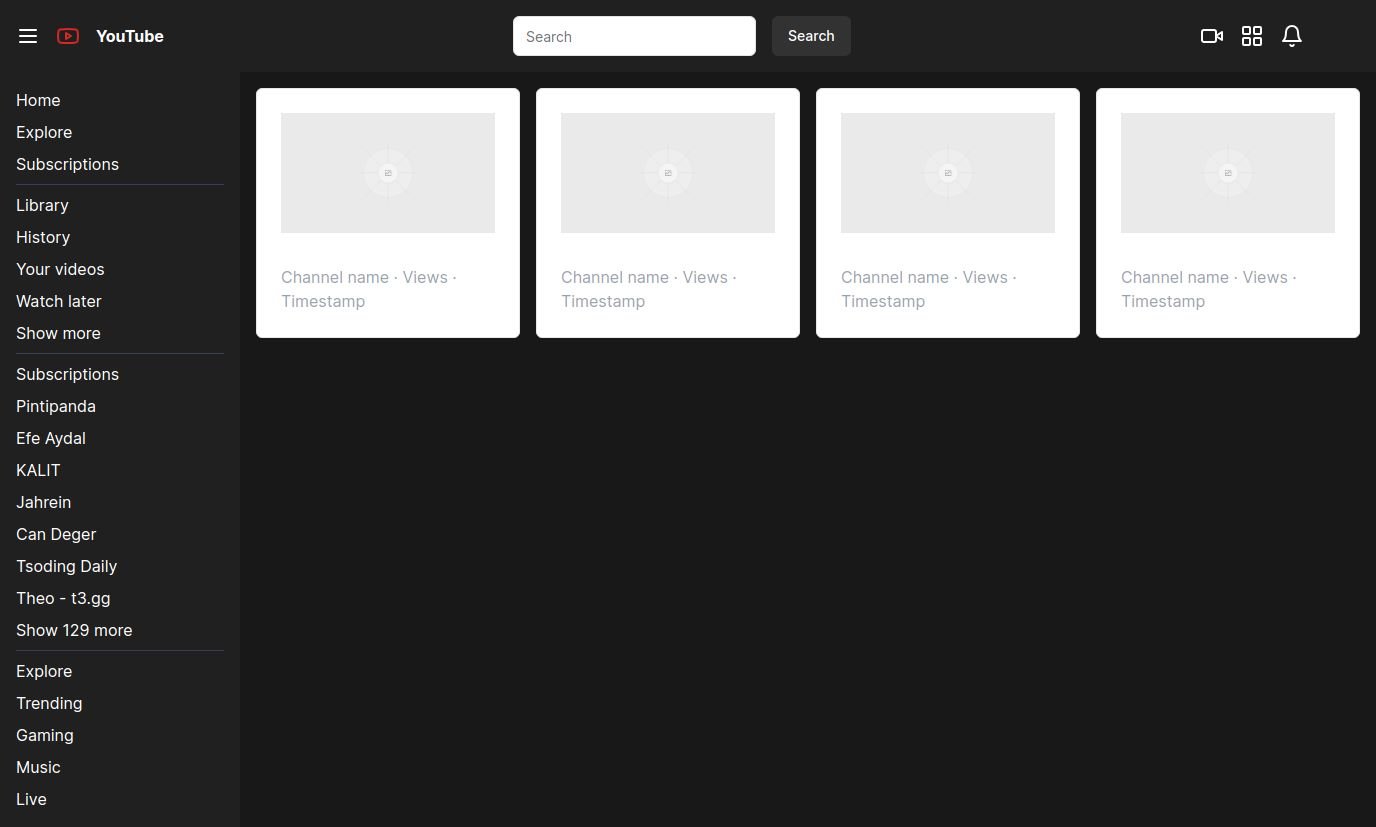 YouTube
Search
Search
Home
Explore
Subscriptions
Library
History
Your videos
Watch later
Show more
Subscriptions
Pintipanda
Efe Aydal
KALIT
Jahrein
Can Deger
Tsoding Daily
Theo - t3.gg
Show 129 more
Explore
Trending
Gaming
Music
Live
Channel name · Views ·
Timestamp
Channel name · Views ·
Timestamp
Channel name · Views ·
Timestamp
Channel name · Views ·
Timestamp